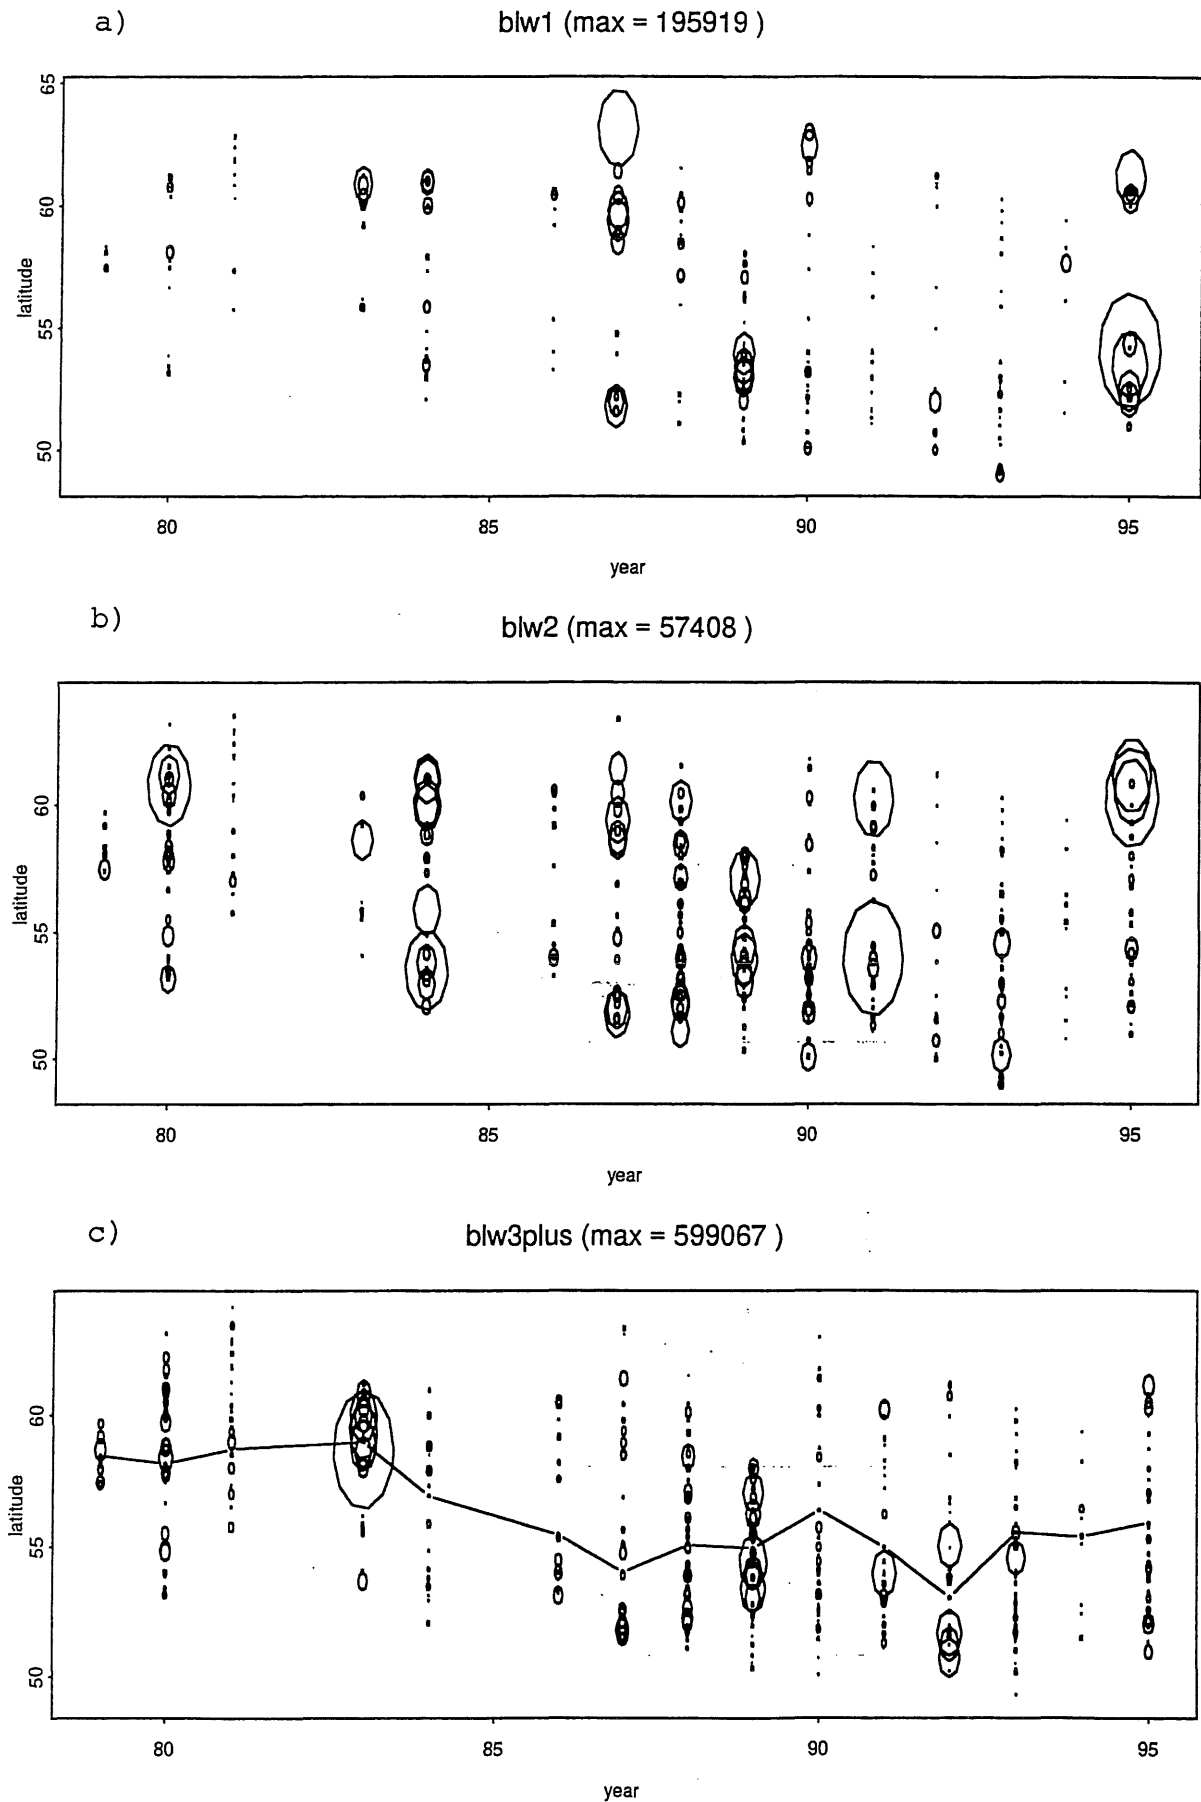 a)
blw1 (max = 195919 )
latitude
65
60
55
50
80 85 90 95
year
b)
blw2 (max = 57408 )
latitude
60
55
50
80 85 90 95
year
c)
blw3plus (max = 599067 )
latitude
60
55
50
80 85 90 95
year